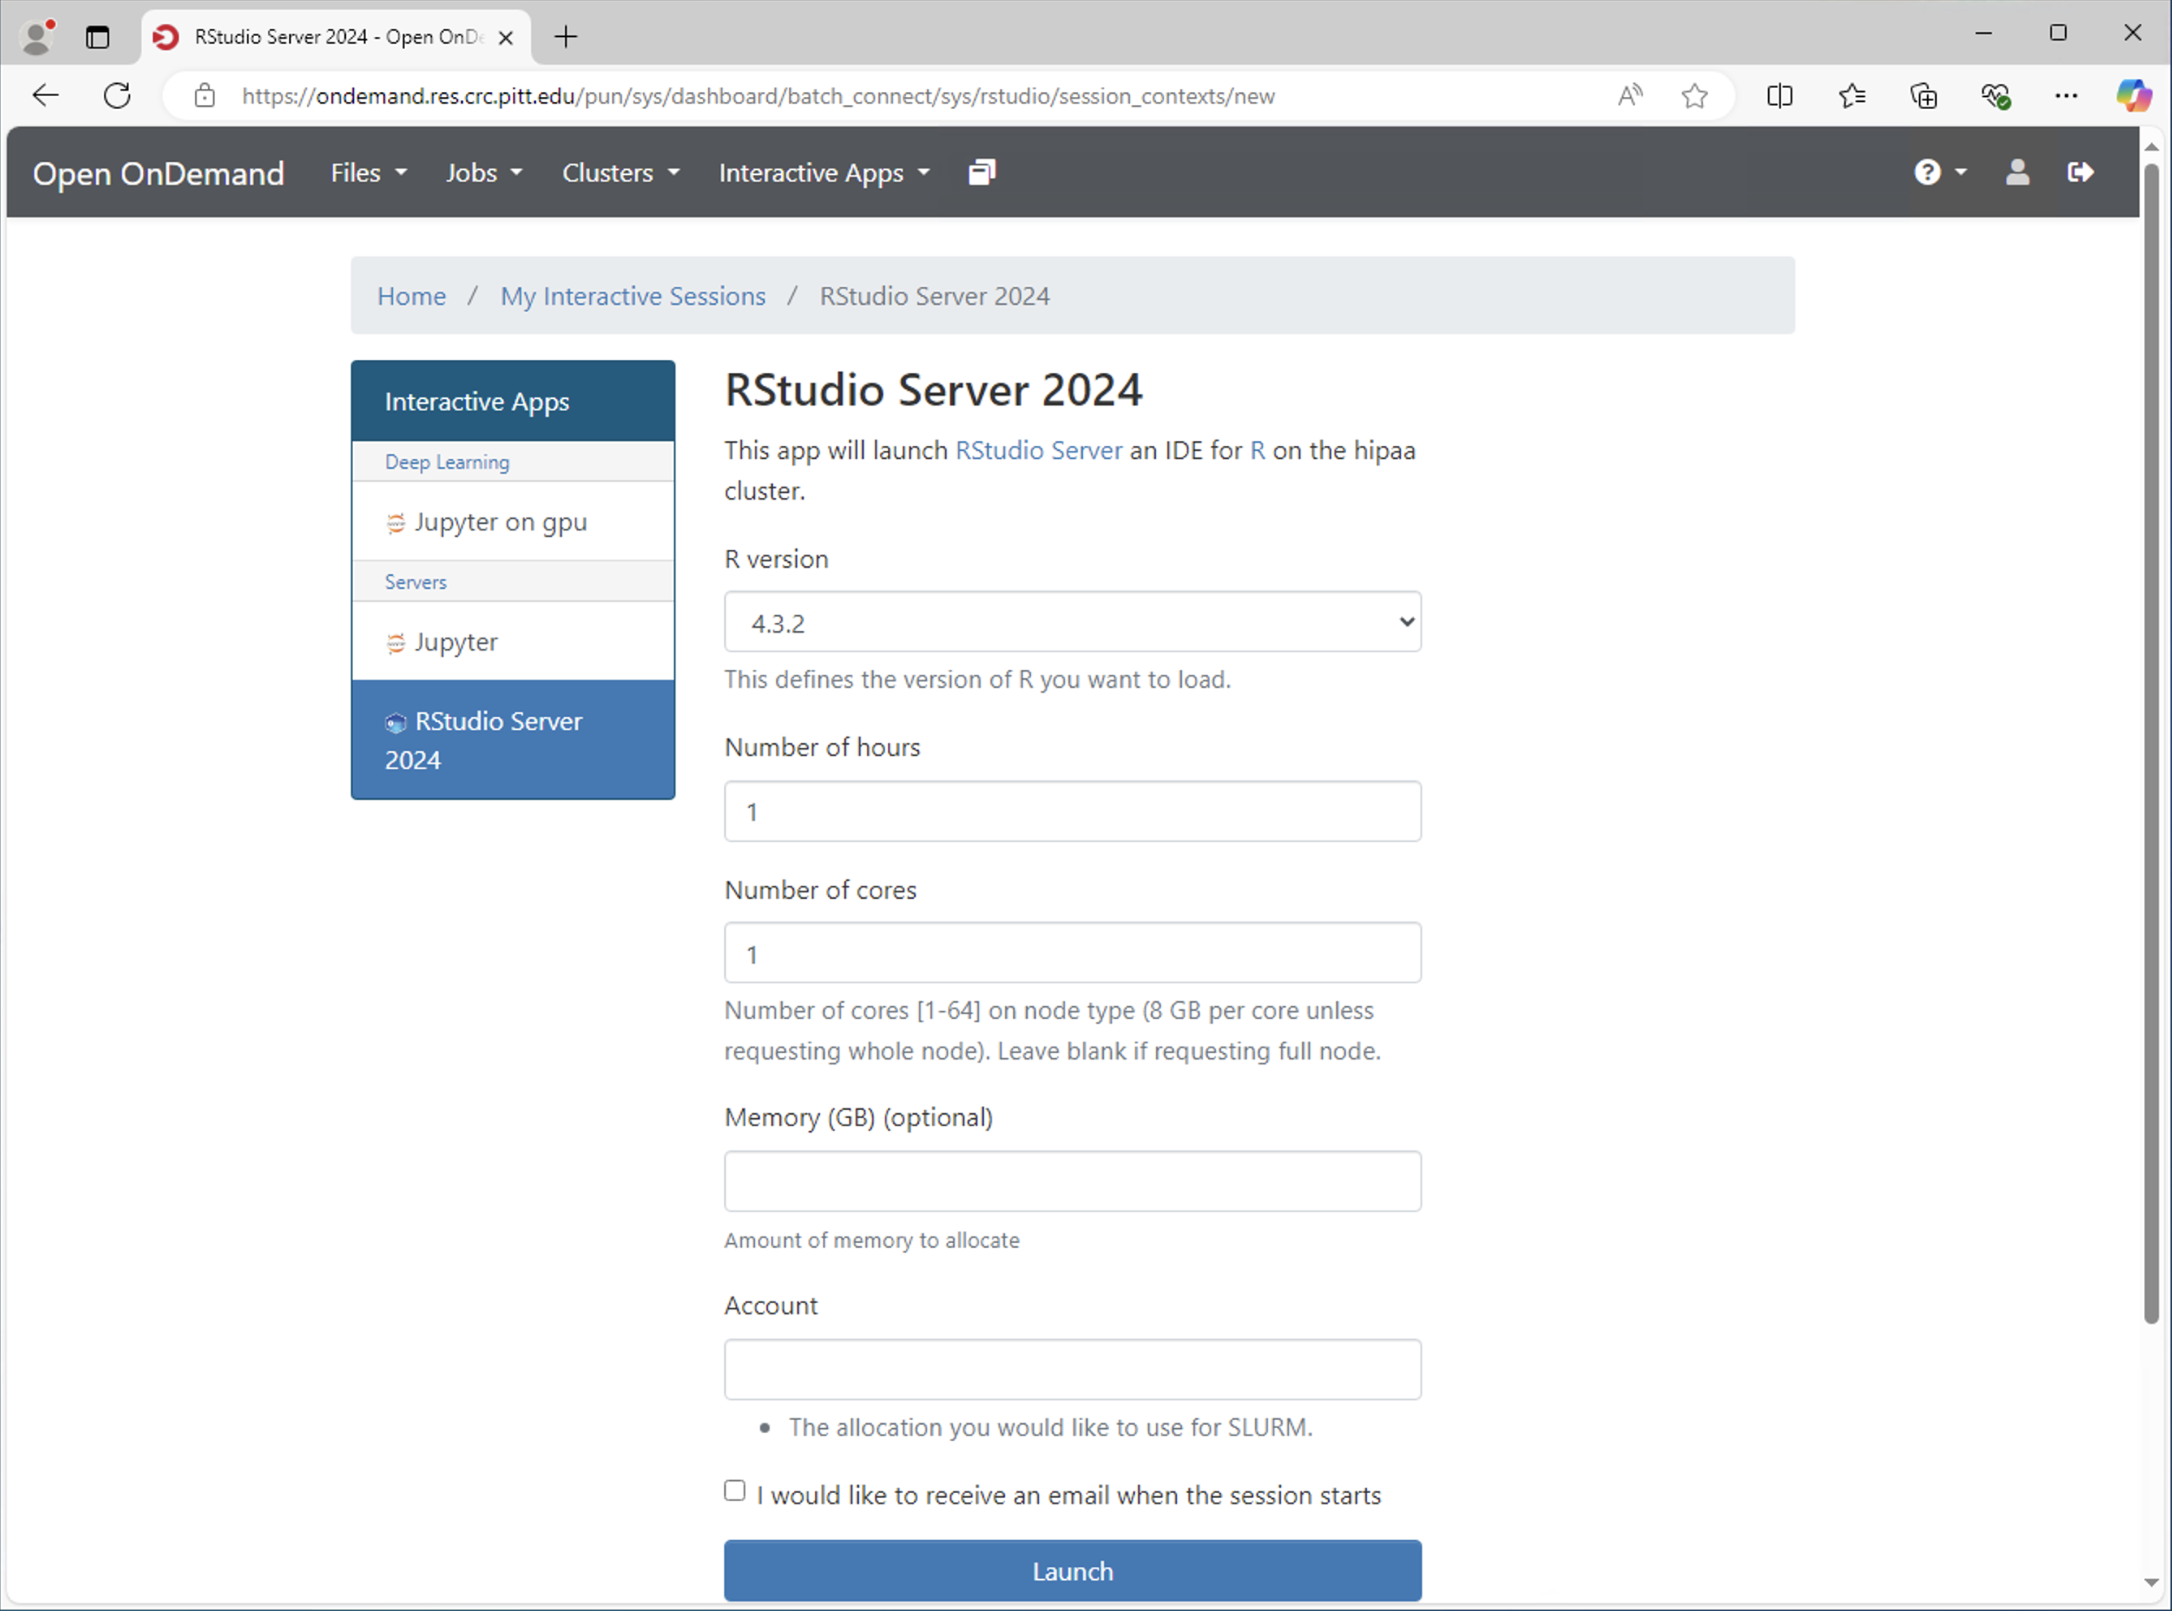 RStudio Server 2024 - Open OnDe
https://ondemand.res.crc.pitt.edu/pun/sys/dashboard/batch_connect/sys/rstudio/session_contexts/new
Open OnDemand Files Jobs Clusters Interactive Apps
Home / My Interactive Sessions / RStudio Server 2024
Interactive Apps
Deep Learning
Jupyter on gpu
Servers
Jupyter
RStudio Server
2024
RStudio Server 2024
This app will launch RStudio Server an IDE for R on the hipaa
cluster.
R version
4.3.2
This defines the version of R you want to load.
Number of hours
1
Number of cores
1
Number of cores [1-64] on node type (8 GB per core unless
requesting whole node). Leave blank if requesting full node.
Memory (GB) (optional)
Amount of memory to allocate
Account
• The allocation you would like to use for SLURM.
I would like to receive an email when the session starts
Launch